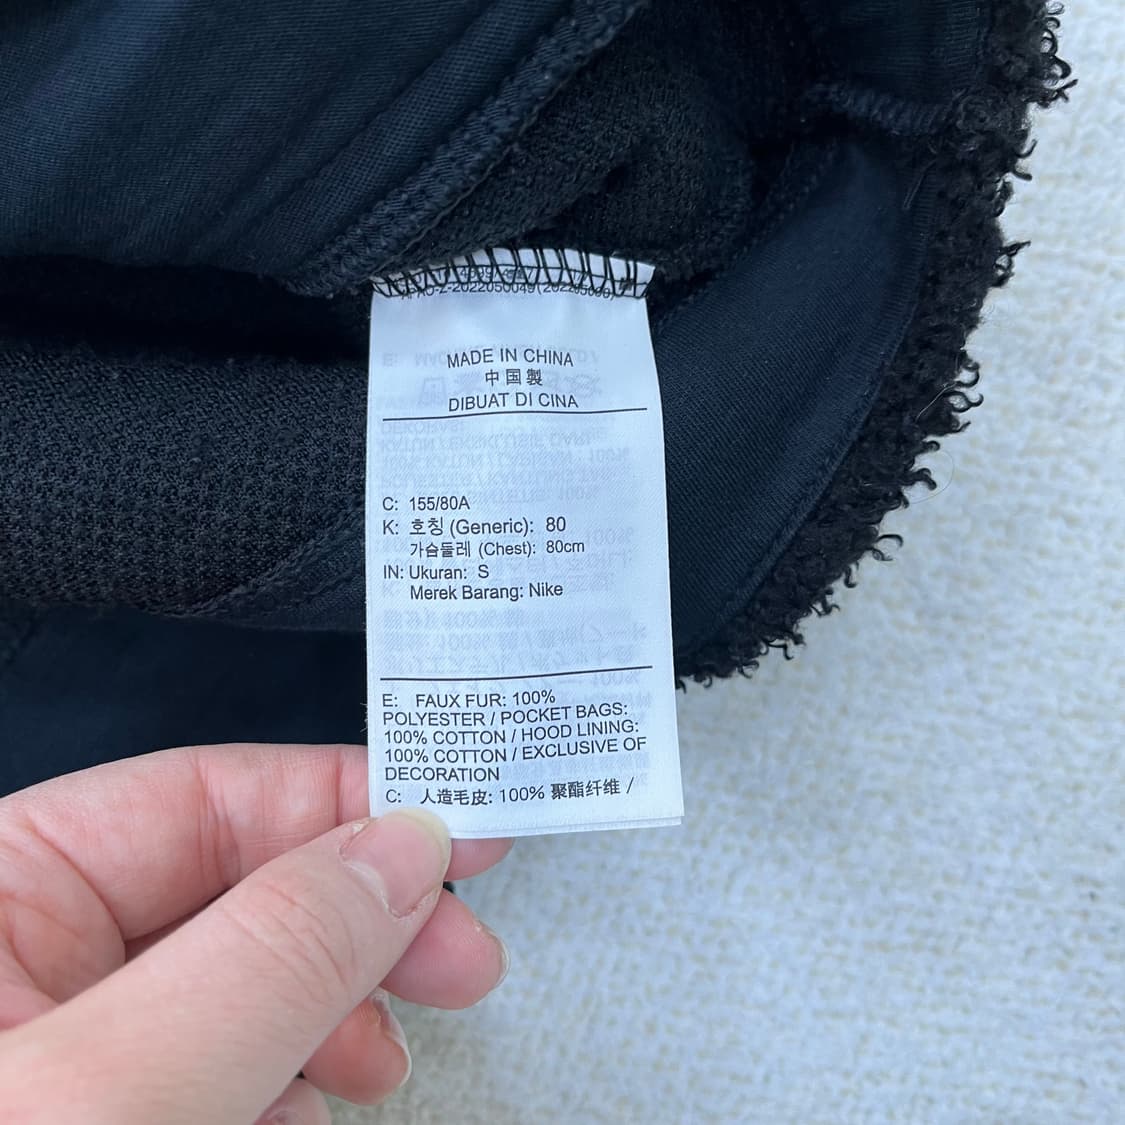 MADE IN CHINA
中国製
DIBUAT DI CINA
C: 155/80A
K: 호칭 (Generic): 80
가슴둘레 (Chest): 80cm
IN: Ukuran: S
Merek Barang: Nike
E: FAUX FUR: 100%
POLYESTER / POCKET BAGS:
100% COTTON / HOOD LINING:
100% COTTON / EXCLUSIVE OF
DECORATION
C: 人造毛皮: 100% 聚酯纤维 /